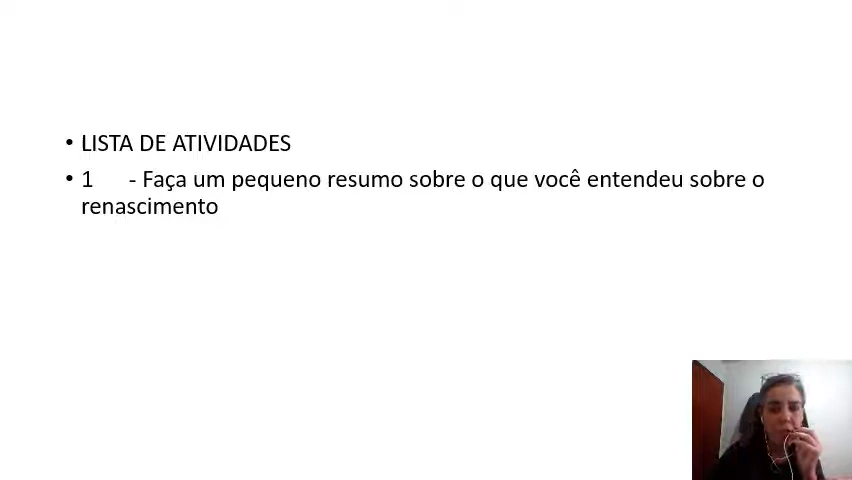 • LISTA DE ATIVIDADES
• 1 - Faça um pequeno resumo sobre o que você entendeu sobre o
renascimento